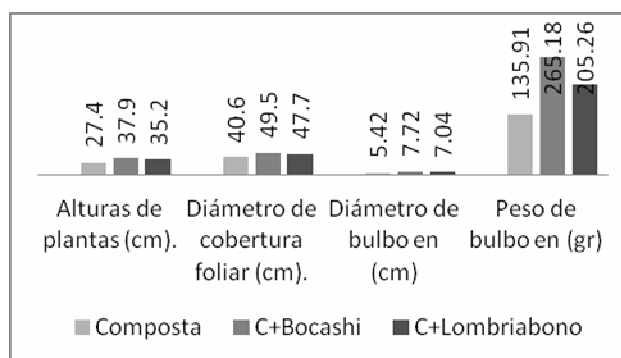 27.4 37.9 35.2 40.6 49.5 47.7 5.42 7.72 7.04 135.91 265.18 205.26
Alturas de plantas (cm).
Diámetro de cobertura foliar (cm).
Diámetro de bulbo en (cm)
Peso de bulbo en (gr)
Composta C+Bocashi C+Lombriabono